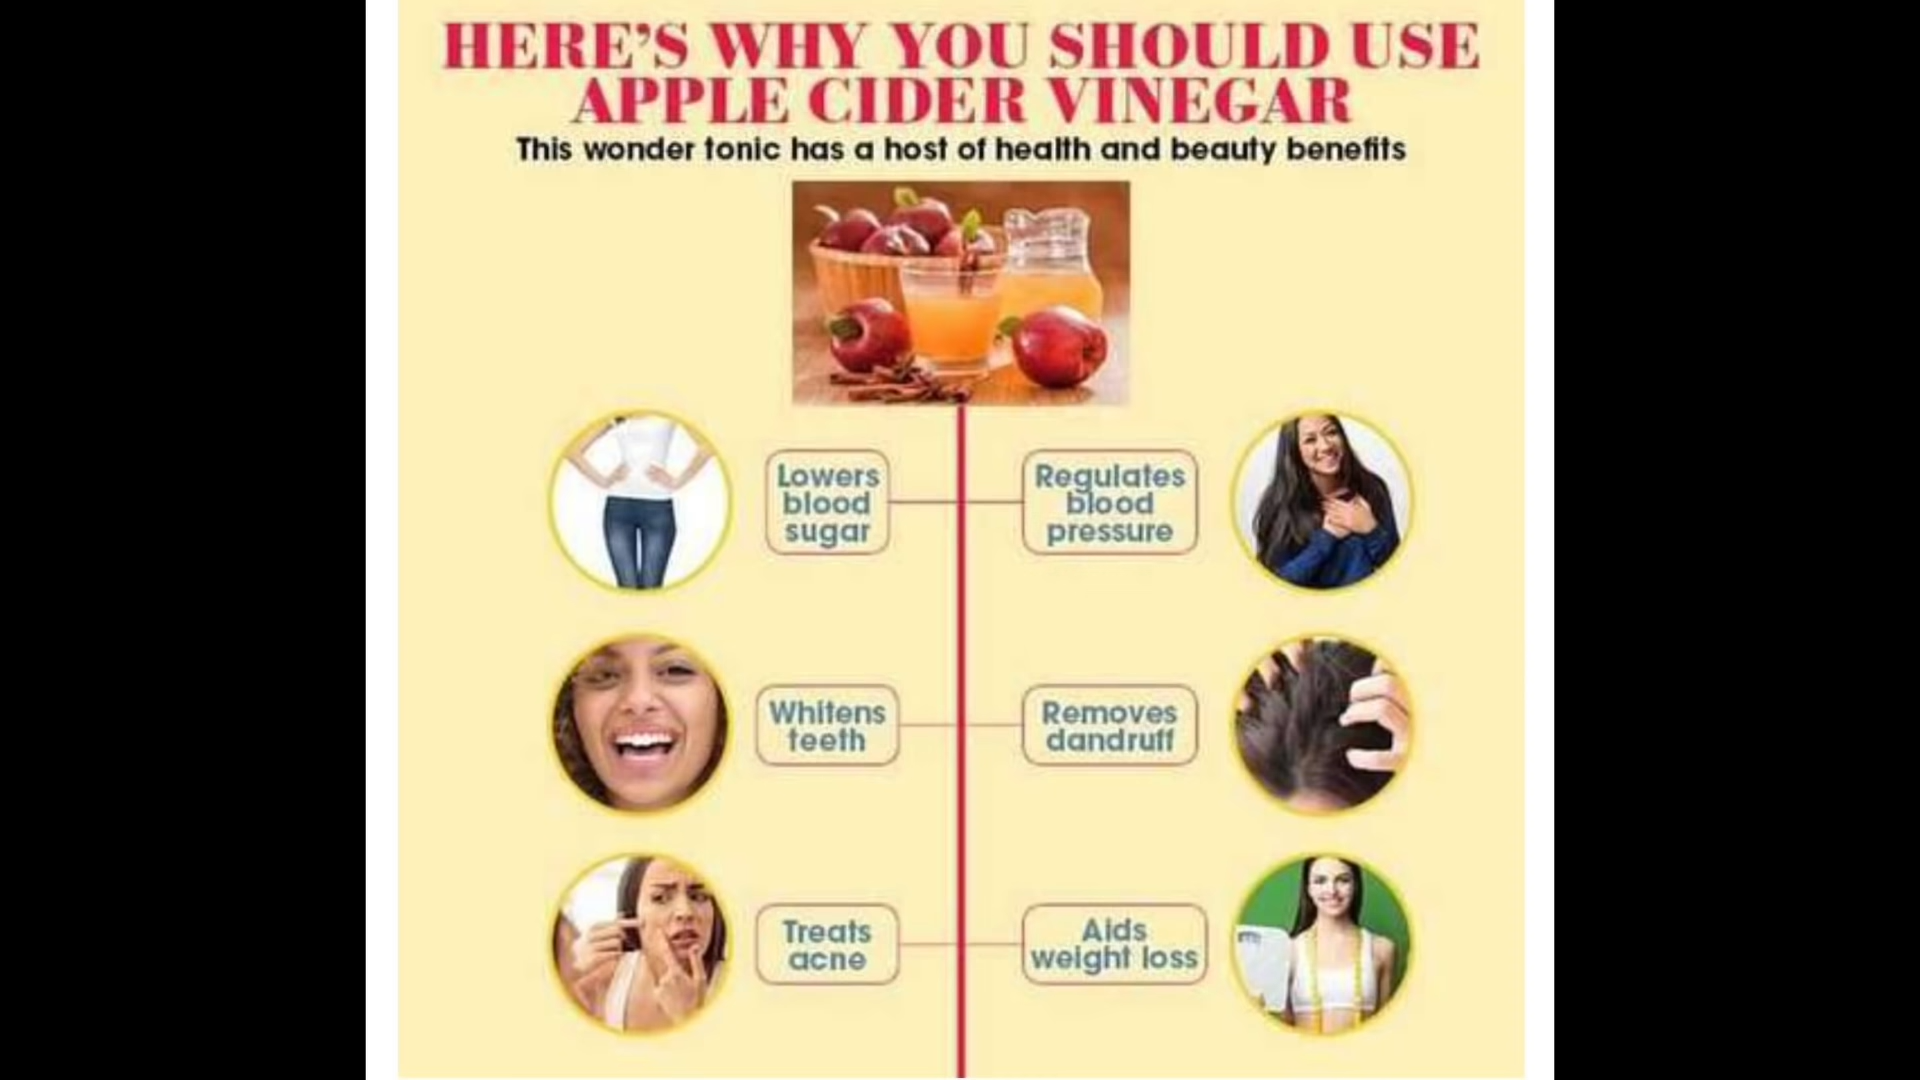 HERE'S WHY YOU SHOULD USE
APPLE CIDER VINEGAR
This wonder tonic has a host of health and beauty benefits
Lowers
blood
sugar
Regulates
blood
pressure
Whitens
teeth
Removes
dandruff
Treats
acne
Aids
weight loss